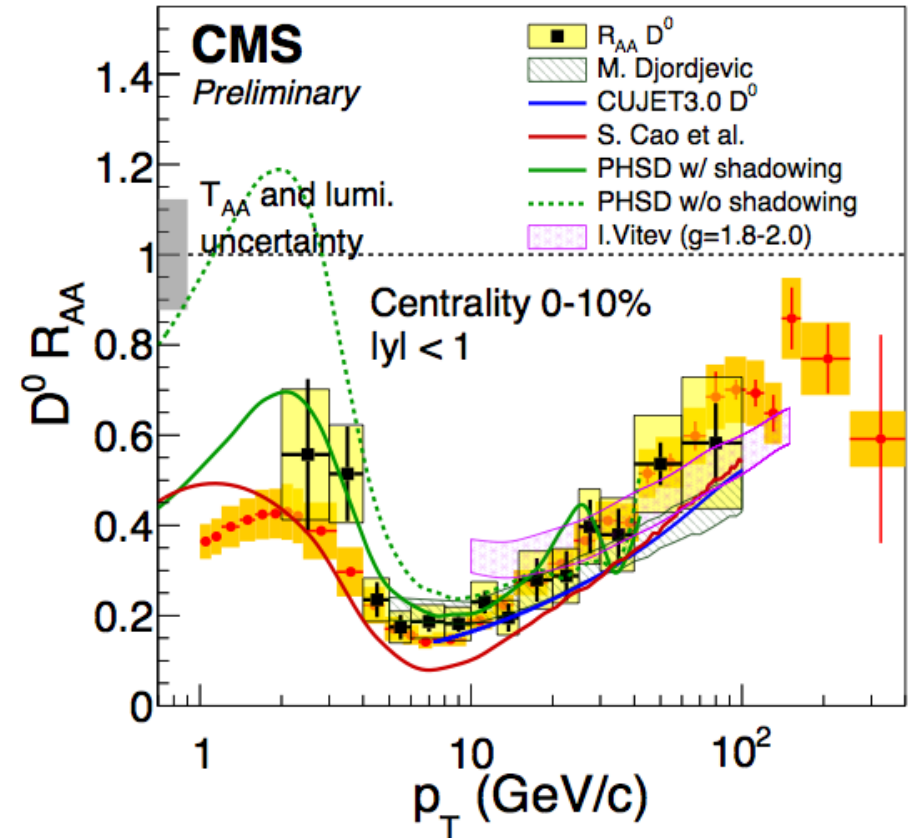 CMS
Preliminary
R_AA D^0
M. Djordjevic
CUJET3.0 D^0
S. Cao et al.
PHSD w/ shadowing
PHSD w/o shadowing
I.Vitev (g=1.8-2.0)
T_AA and lumi.
uncertainty
Centrality 0-10%
|y| < 1
D^0 R_AA
1.4
1.2
1
0.8
0.6
0.4
0.2
0
1
10
10^2
p_T (GeV/c)